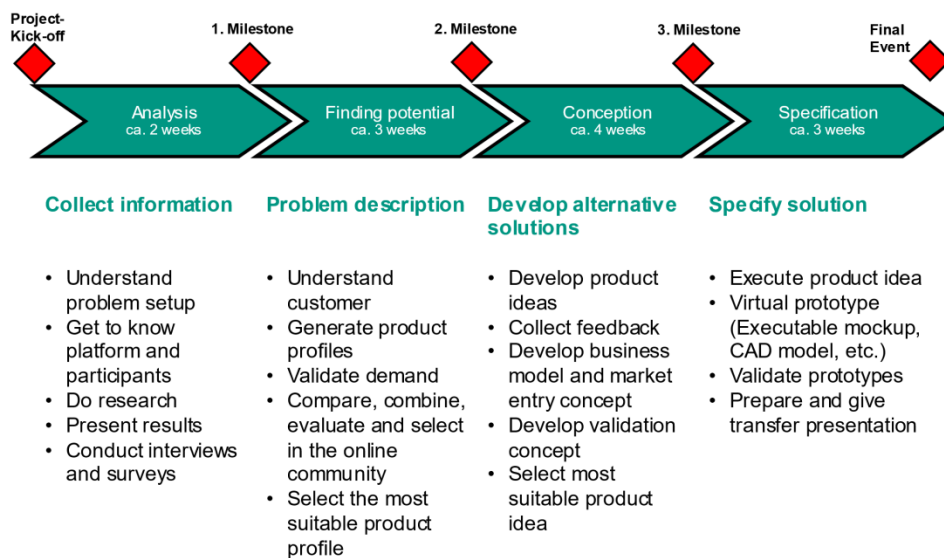 Project-
Kick-off
1. Milestone
2. Milestone
3. Milestone
Final
Event
Analysis
ca. 2 weeks
Finding potential
ca. 3 weeks
Conception
ca. 4 weeks
Specification
ca. 3 weeks
Collect information
• Understand
problem setup
• Get to know
platform and
participants
• Do research
• Present results
• Conduct interviews
and surveys
Problem description
• Understand
customer
• Generate product
profiles
• Validate demand
• Compare, combine,
evaluate and select
in the online
community
• Select the most
suitable product
profile
Develop alternative
solutions
• Develop product
ideas
• Collect feedback
• Develop business
model and market
entry concept
• Develop validation
concept
• Select most
suitable product
idea
Specify solution
• Execute product idea
• Virtual prototype
(Executable mockup,
CAD model, etc.)
• Validate prototypes
• Prepare and give
transfer presentation